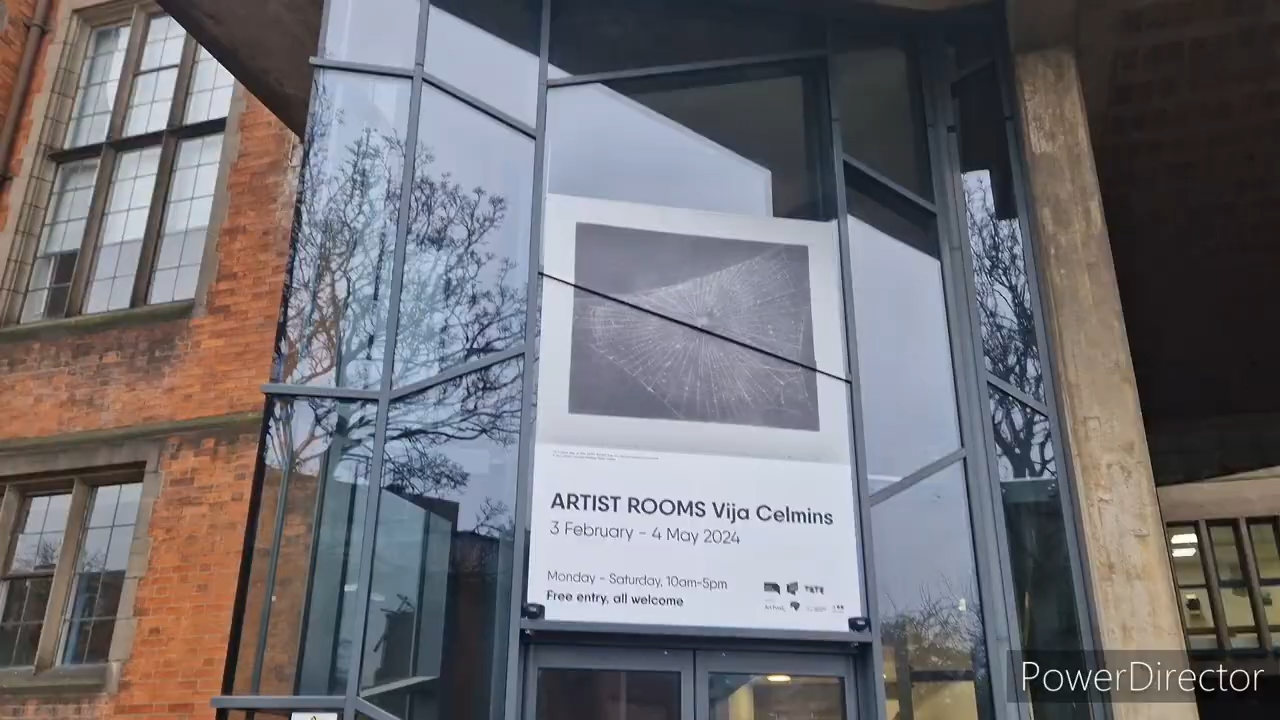 ARTIST ROOMS Vija Celmins
3 February - 4 May 2024
Monday - Saturday, 10am-5pm
Free entry, all welcome
TATE
PowerDirector